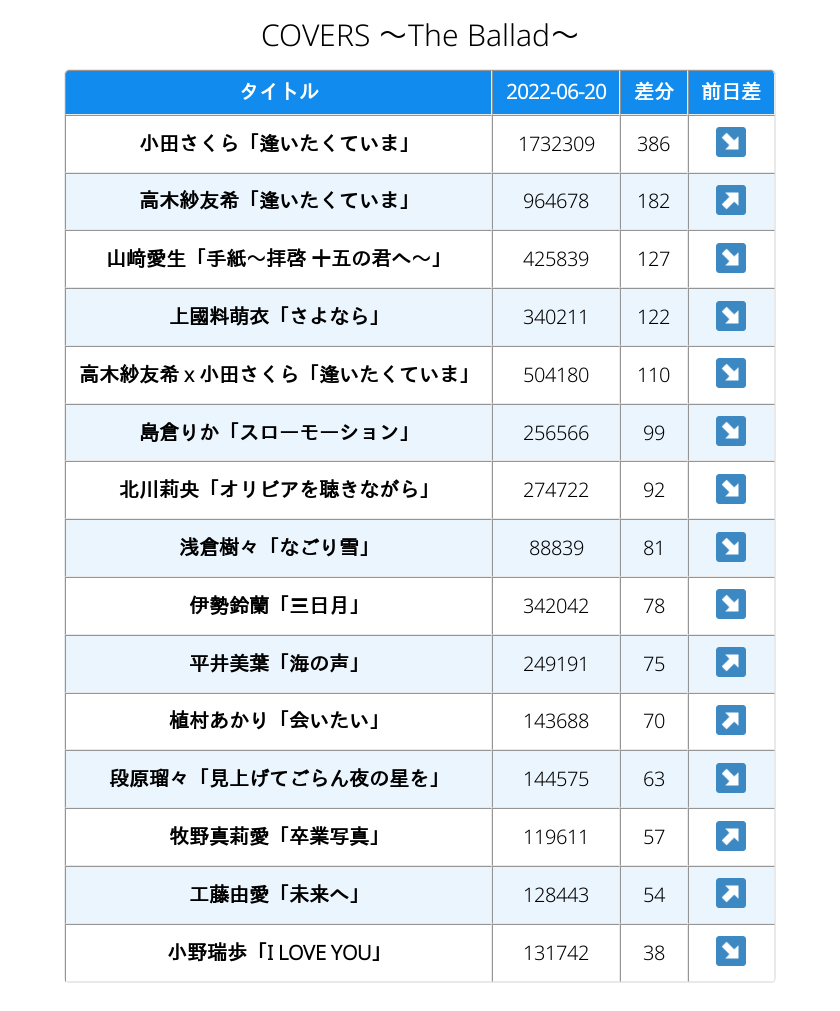 COVERS ～The Ballad～
タイトル 2022-06-20 差分 前日差
小田さくら「逢いたくていま」 1732309 386 ↘
高木紗友希「逢いたくていま」 964678 182 ↗
山﨑愛生「手紙～拝啓 十五の君へ～」 425839 127 ↘
上國料萌衣「さよなら」 340211 122 ↘
高木紗友希 x 小田さくら「逢いたくていま」 504180 110 ↘
島倉りか「スローモーション」 256566 99 ↘
北川莉央「オリビアを聴きながら」 274722 92 ↘
浅倉樹々「なごり雪」 88839 81 ↘
伊勢鈴蘭「三日月」 342042 78 ↘
平井美葉「海の声」 249191 75 ↗
植村あかり「会いたい」 143688 70 ↗
段原瑠々「見上げてごらん夜の星を」 144575 63 ↘
牧野真莉愛「卒業写真」 119611 57 ↗
工藤由愛「未来へ」 128443 54 ↗
小野瑞歩「I LOVE YOU」 131742 38 ↘